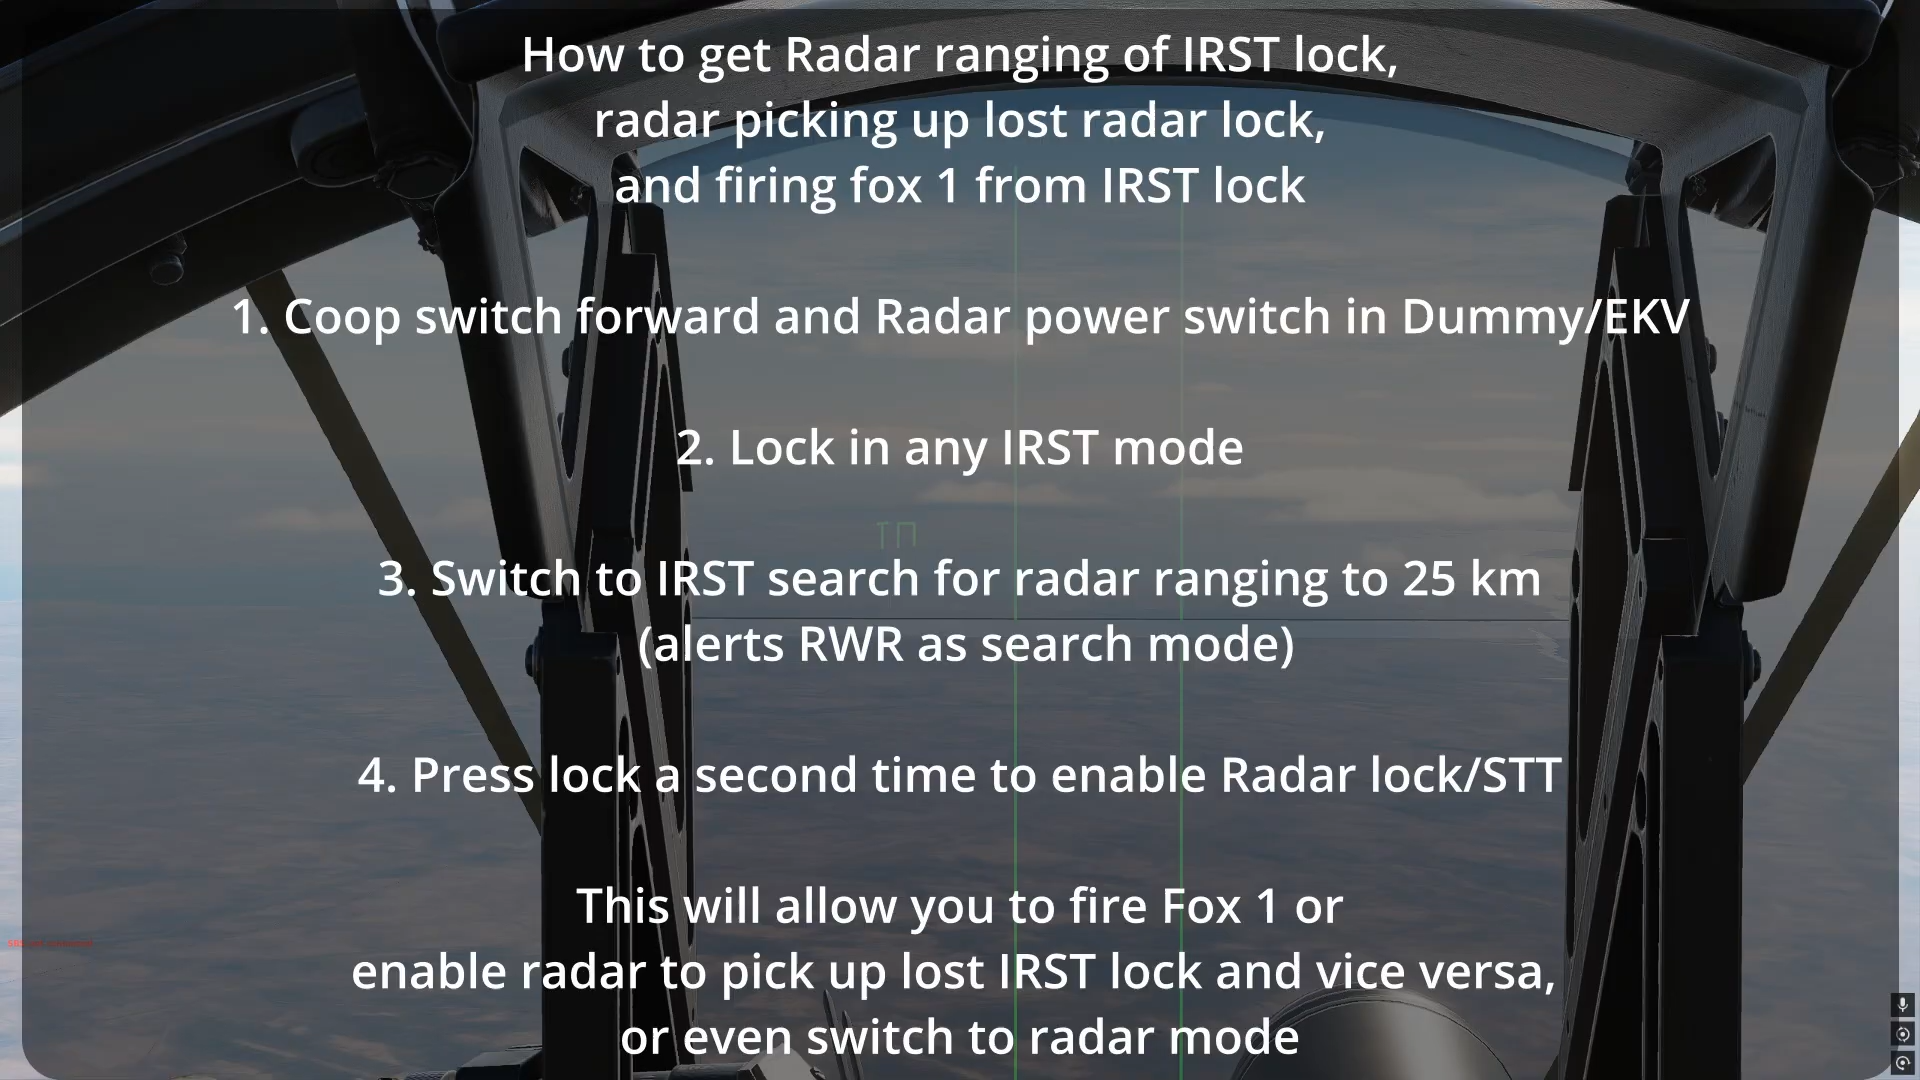 How to get Radar ranging of IRST lock,
radar picking up lost radar lock,
and firing fox 1 from IRST lock
1. Coop switch forward and Radar power switch in Dummy/EKV
2. Lock in any IRST mode
ТП
3. Switch to IRST search for radar ranging to 25 km
(alerts RWR as search mode)
4. Press lock a second time to enable Radar lock/STT
This will allow you to fire Fox 1 or
enable radar to pick up lost IRST lock and vice versa,
or even switch to radar mode